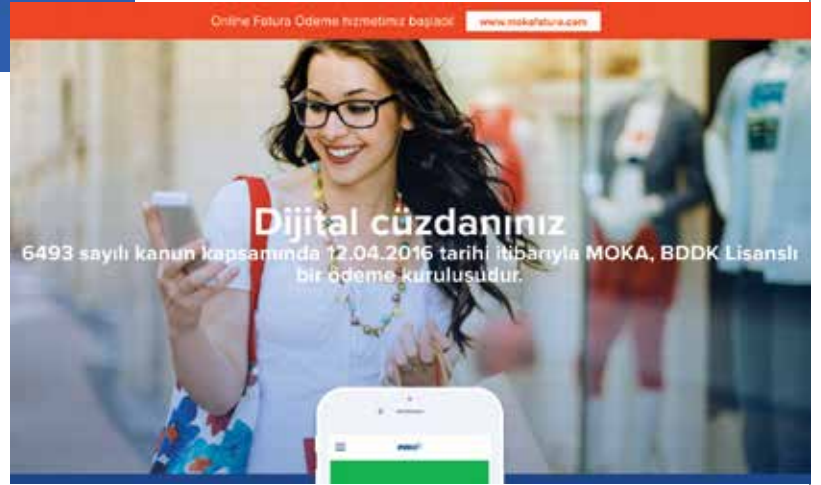 Online Fatura Ödeme hizmetimiz başladı! www.mokafatura.com
Dijital cüzdanınız
6493 sayılı kanun kapsamında 12.04.2016 tarihi itibarıyla MOKA, BDDK Lisanslı
bir ödeme kuruluşudur.